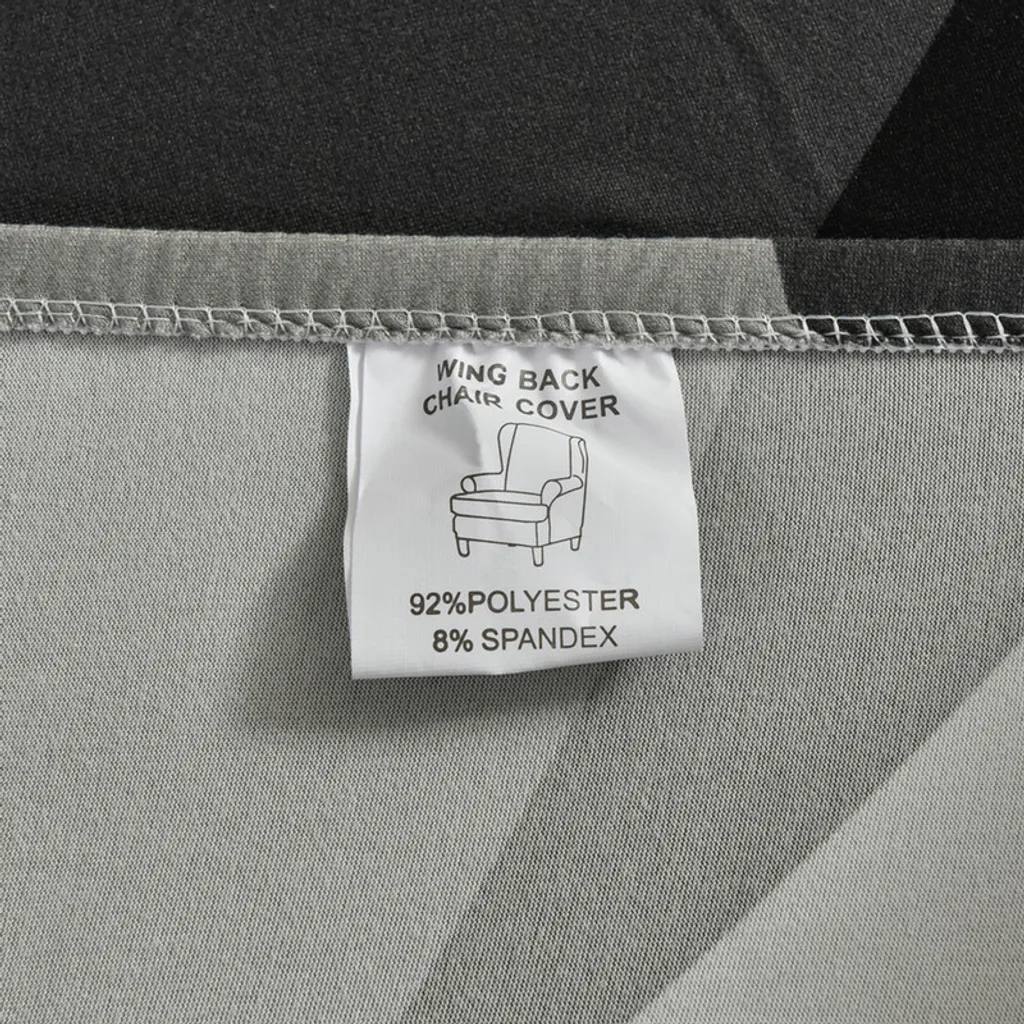 WING BACK
CHAIR COVER
92%POLYESTER
8% SPANDEX